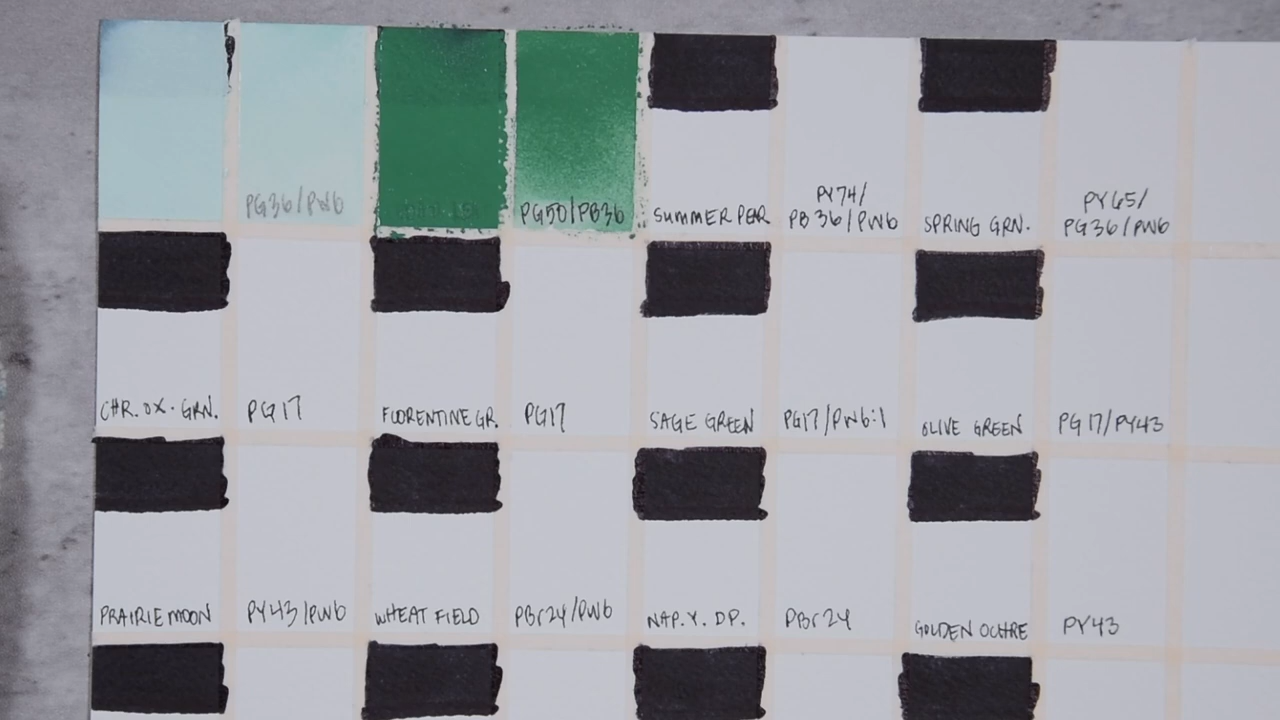 PG36/PW6
PG50/PB36
SUMMER PEAR
PY74/
PB36/PW6
SPRING GRN.
PY65/
PG36/PW6
CHR. OX. GRN.
PG17
FLORENTINE GR.
PG17
SAGE GREEN
PG17/PW6:1
OLIVE GREEN
PG17/PY43
PRAIRIE MOON
PY43/PW6
WHEAT FIELD
PBr24/PW6
NAP. Y. DP.
PBr24
GOLDEN OCHRE
PY43